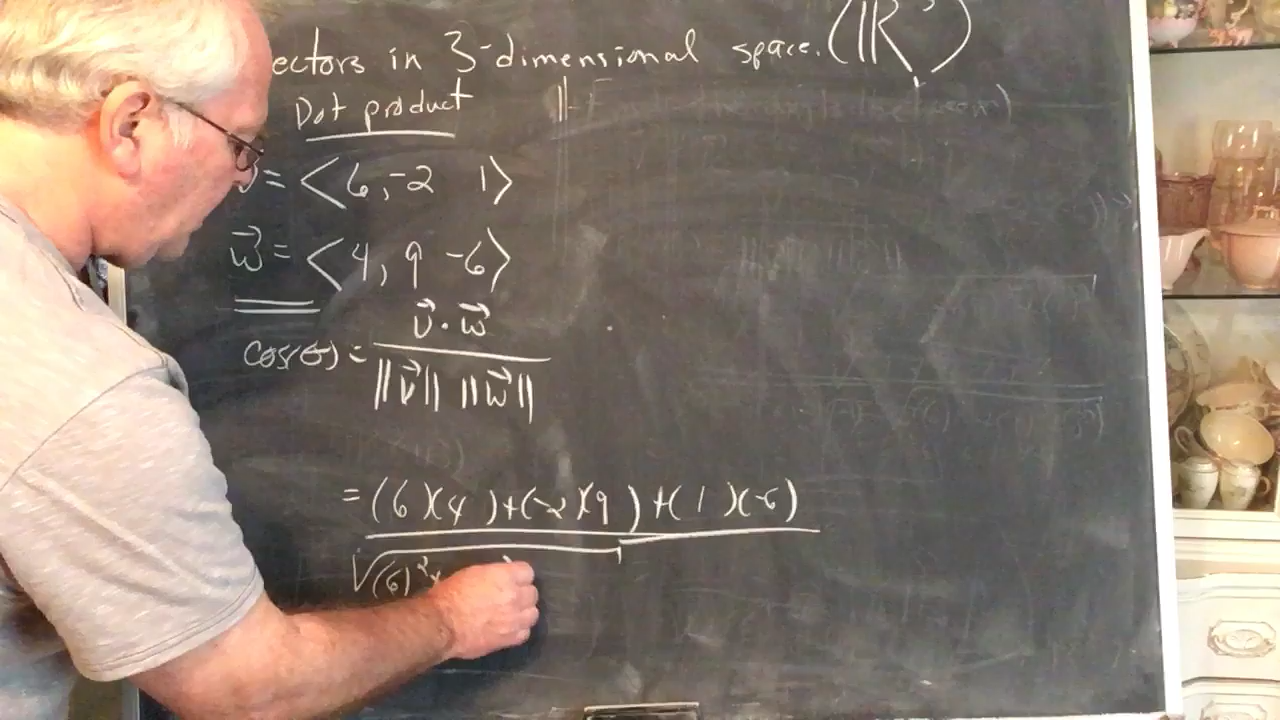 ectors in 3-dimensional space. (ℝ³)
Dot product
= <6, -2 1>
w⃗ = <4, 9 -6>
cos(θ) = v⃗ · w⃗
||v⃗|| ||w⃗||
= (6)(4) + (-2)(9) + (1)(-6)
√(6)²+